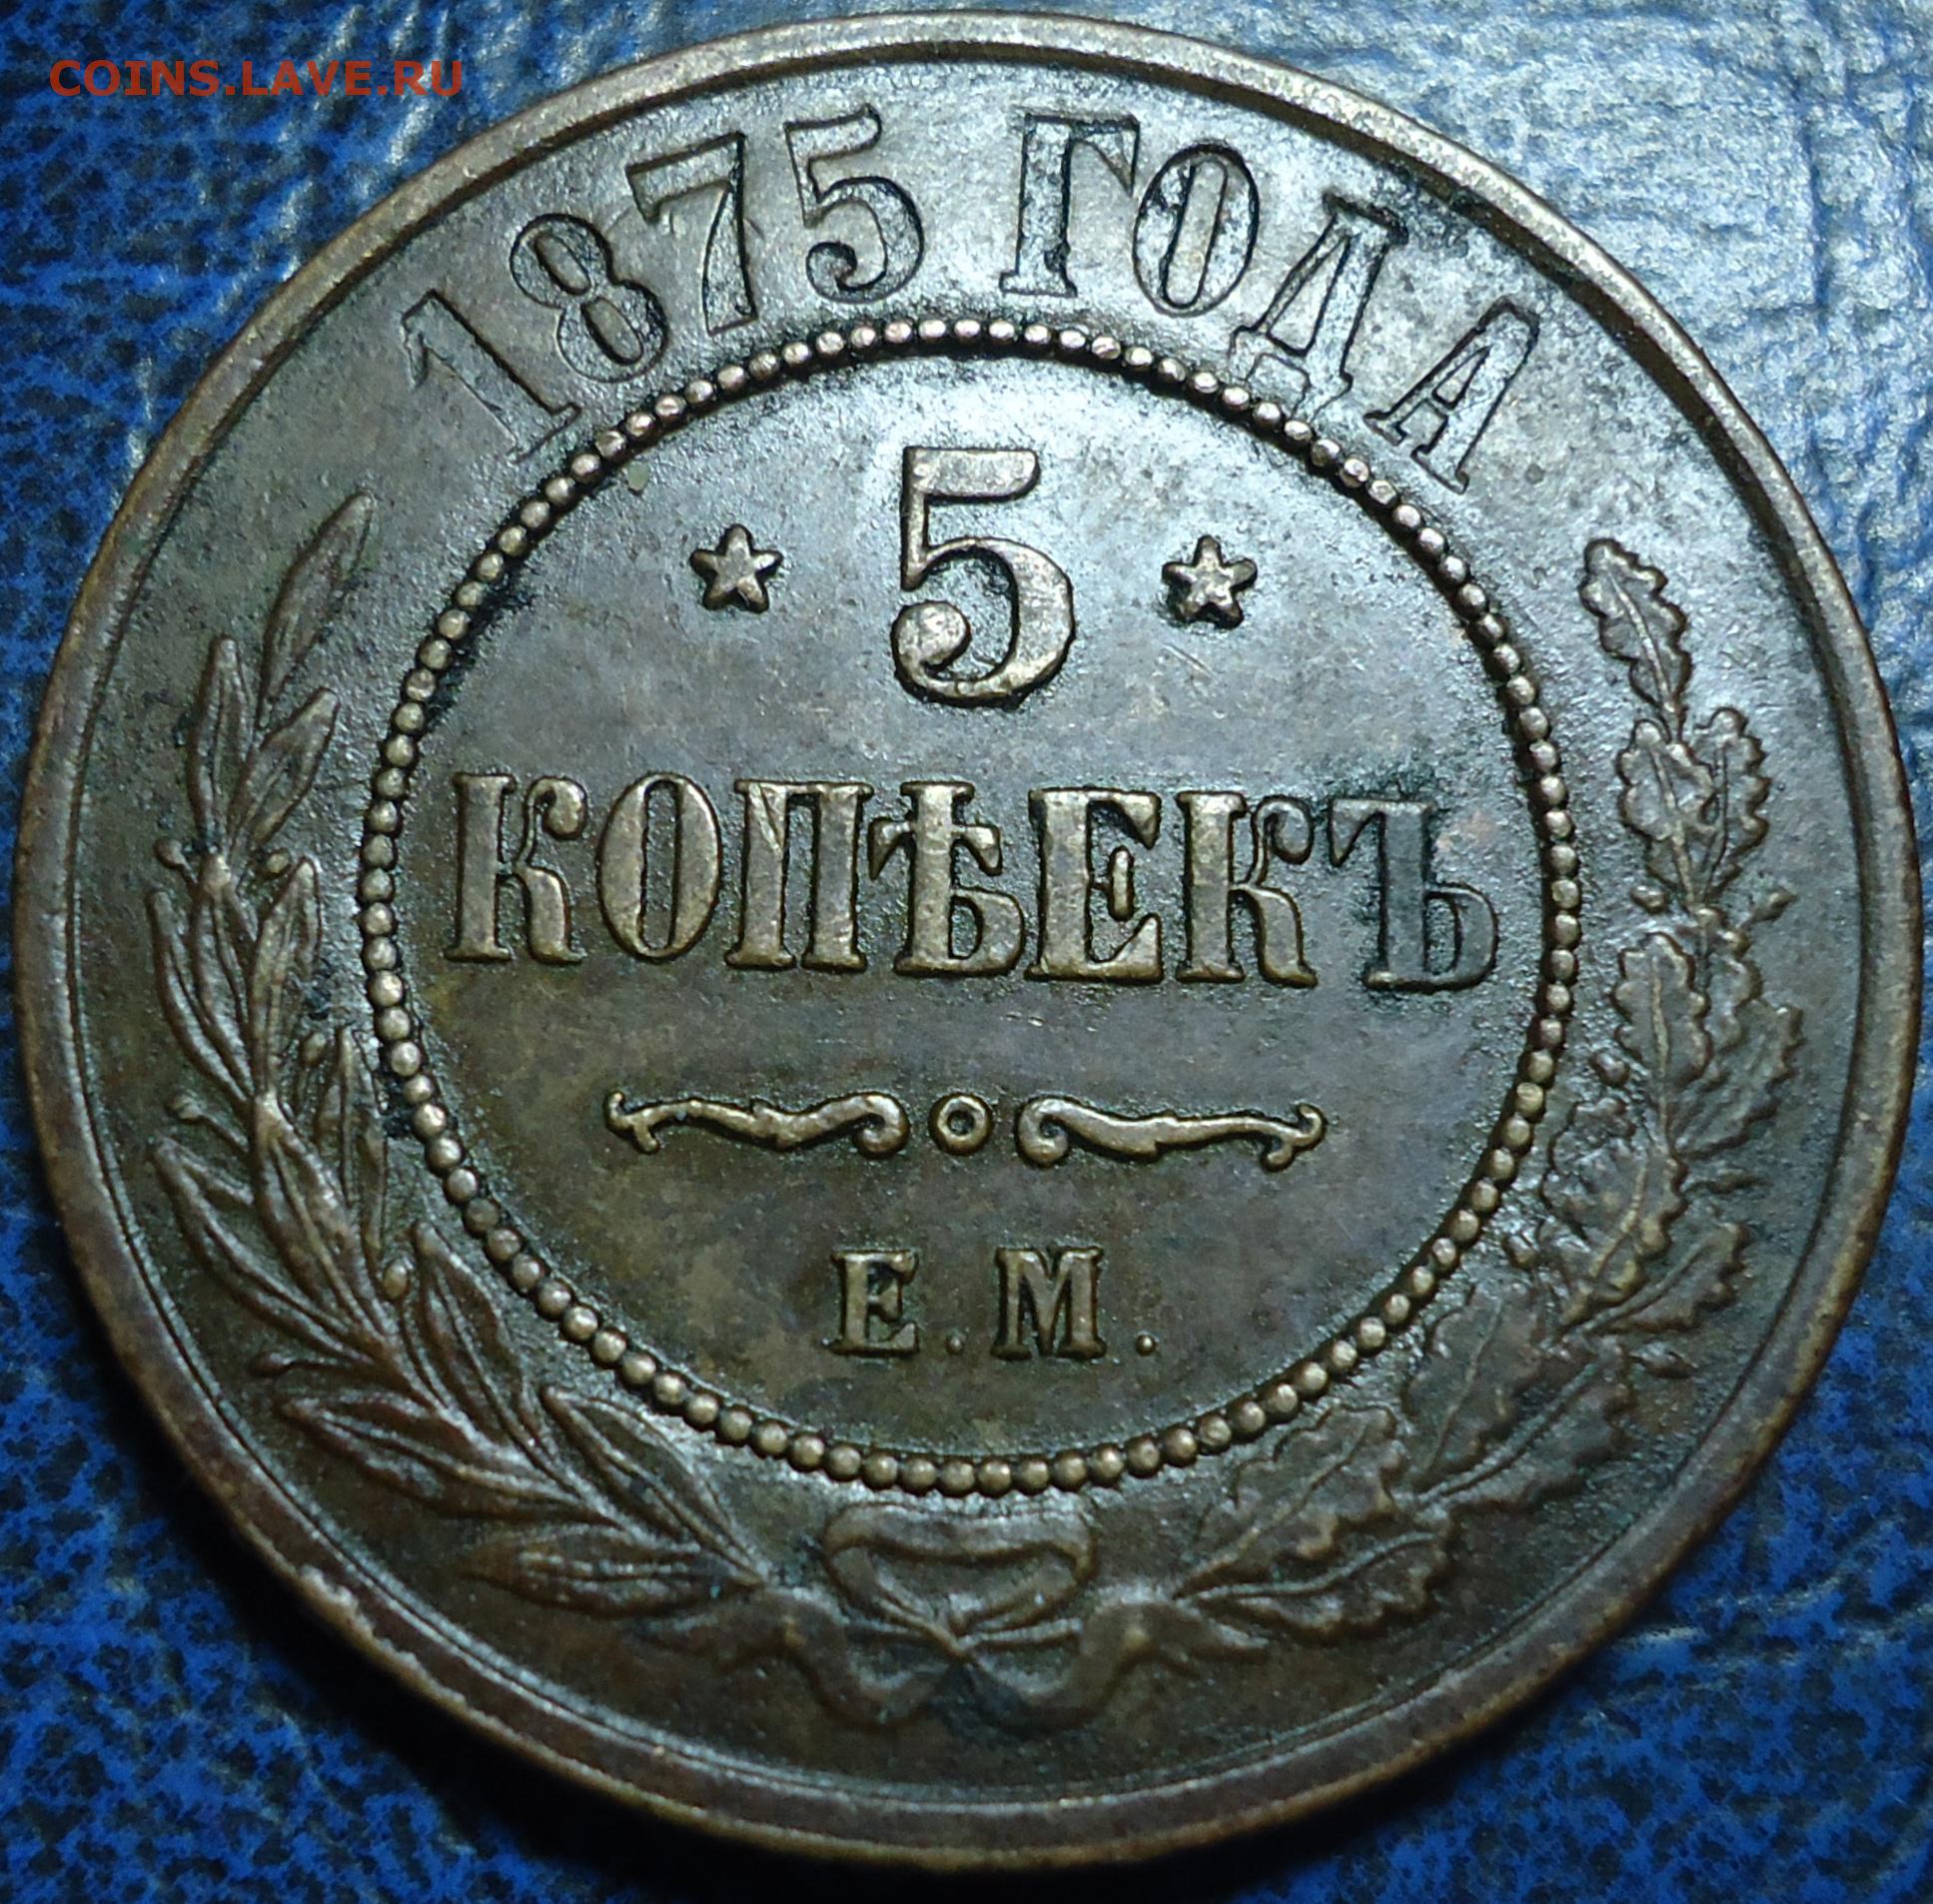 COINS.LAVE.RU
1875 ГОДА
5
КОПѢЕКЪ
Е.М.